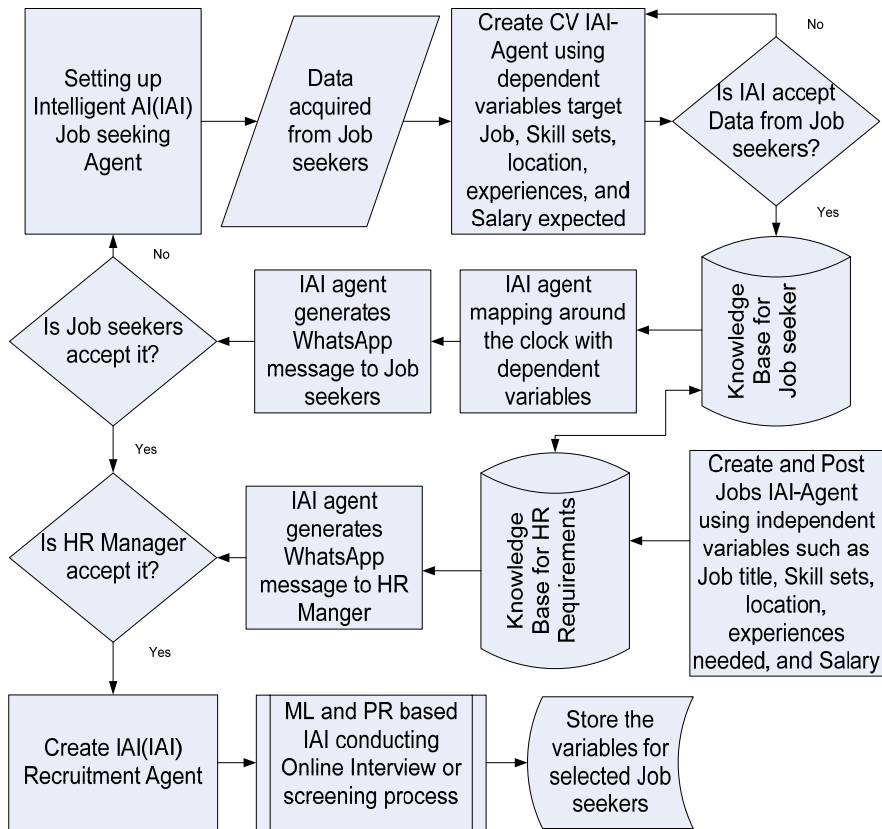 Setting up
Intelligent AI(IAI)
Job seeking
Agent
Data
acquired
from Job
seekers
Create CV IAI-
Agent using
dependent
variables target
Job, Skill sets,
location,
experiences, and
Salary expected
No
Is IAI accept
Data from Job
seekers?
Yes
Knowledge
Base for
Job seeker
IAI agent
mapping around
the clock with
dependent
variables
IAI agent
generates
WhatsApp
message to Job
seekers
No
Is Job seekers
accept it?
Yes
Create and Post
Jobs IAI-Agent
using independent
variables such as
Job title, Skill sets,
location,
experiences
needed, and Salary
Knowledge
Base for HR
Requirements
IAI agent
generates
WhatsApp
message to HR
Manger
Is HR Manager
accept it?
Yes
Create IAI(IAI)
Recruitment Agent
ML and PR based
IAI conducting
Online Interview or
screening process
Store the
variables for
selected Job
seekers